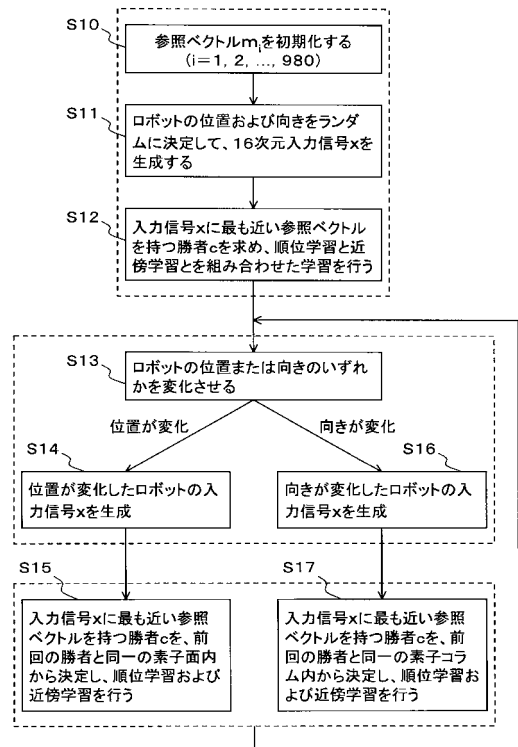 S10
参照ベクトルmiを初期化する
(i=1, 2, ..., 980)
S11
ロボットの位置および向きをランダ
ムに決定して、16次元入力信号xを
生成する
S12
入力信号xに最も近い参照ベクトル
を持つ勝者cを求め、順位学習と近
傍学習とを組み合わせた学習を行う
S13
ロボットの位置または向きのいずれ
かを変化させる
位置が変化
向きが変化
S14
位置が変化したロボットの入
力信号xを生成
S16
向きが変化したロボットの入
力信号xを生成
S15
入力信号xに最も近い参照
ベクトルを持つ勝者cを、前
回の勝者と同一の素子面内
から決定し、順位学習および
近傍学習を行う
S17
入力信号xに最も近い参照
ベクトルを持つ勝者cを、前
回の勝者と同一の素子コラ
ム内から決定し、順位学習お
よび近傍学習を行う